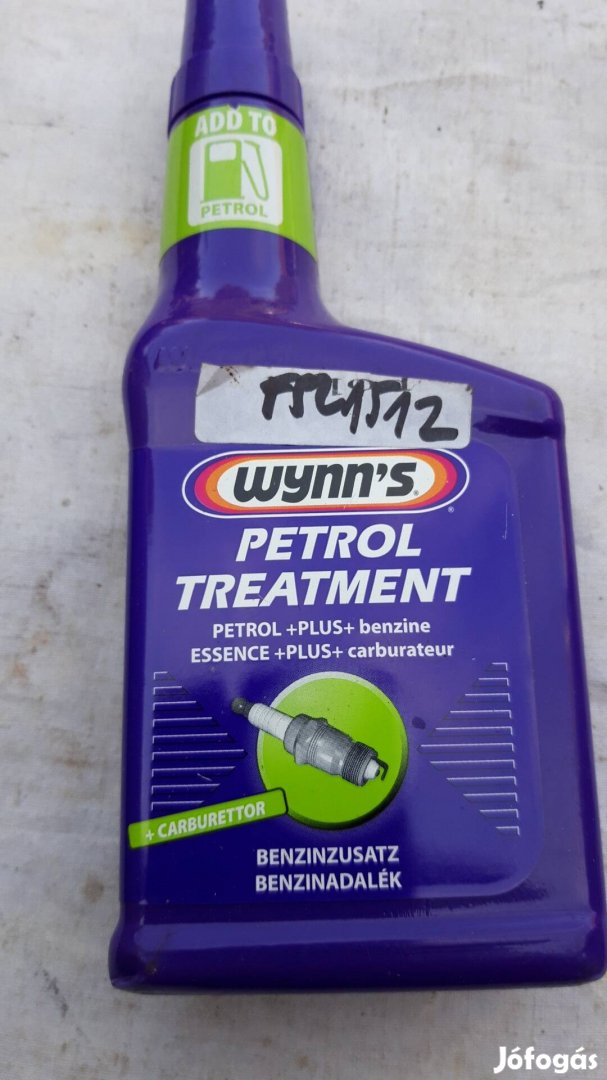 ADD TO
PETROL
wynn's®
PETROL
TREATMENT
PETROL +PLUS+ benzine
ESSENCE +PLUS+ carburateur
+ CARBURETTOR
BENZINZUSATZ
BENZINADALÉK
Jófogás